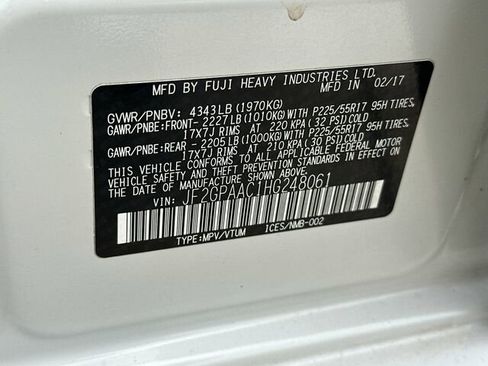 MFD. BY FUJI HEAVY INDUSTRIES LTD.
MADE IN 02/17
GVWR/PNBV: 4343LB (1970KG)
GAWR/PNBE: FRONT- 2227LB (1010KG) WITH P225/55R17 95H TIRES,
17x7J RIMS AT 220 KPA ( 32 PSI) COLD
GAWR/PNBE: REAR - 2205LB (1000KG) WITH P225/55R17 95H TIRES,
17x7J RIMS AT 210 KPA ( 30 PSI) COLD
THIS VEHICLE CONFORMS TO ALL APPLICABLE FEDERAL MOTOR
VEHICLE SAFETY STANDARDS IN EFFECT ON
THE DATE OF MANUFACTURE SHOWN ABOVE.
VIN: JF2GPAAC1HG248061
TYPE:MPV/VTUM ICES/NMB-002